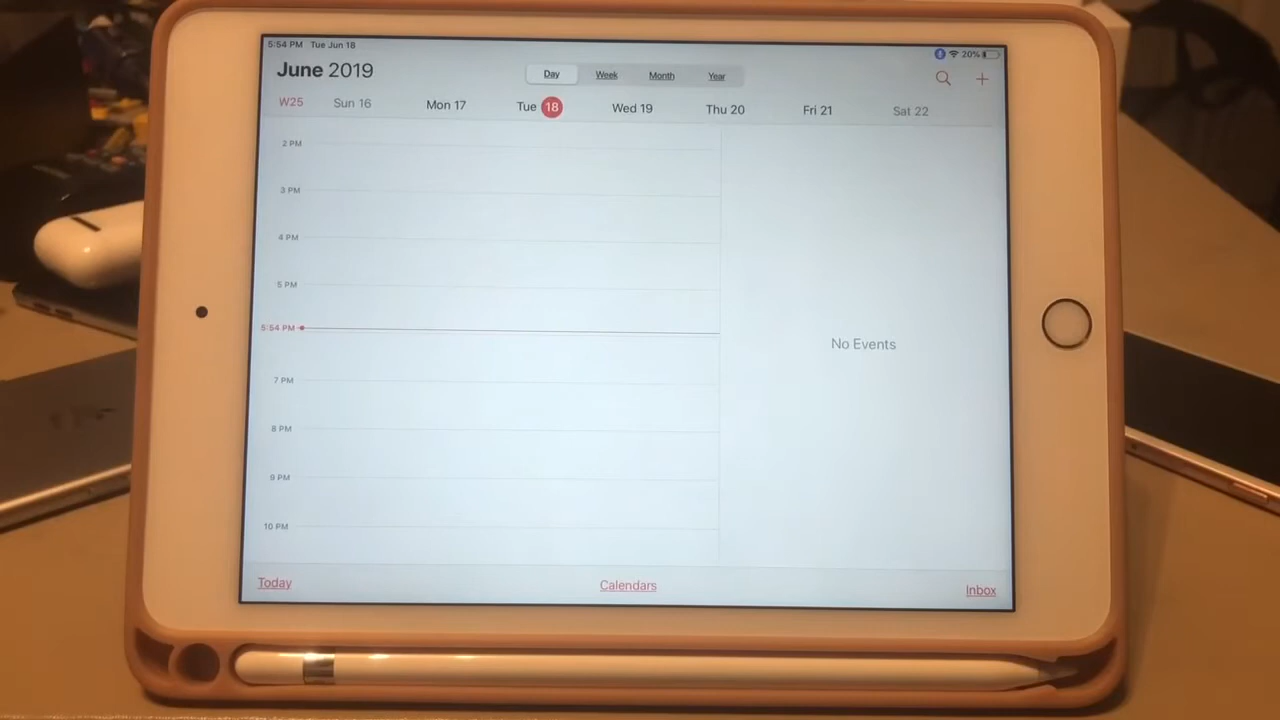 5:54 PM Tue Jun 18
20%
June 2019
Day Week Month Year
W25 Sun 16 Mon 17 Tue 18 Wed 19 Thu 20 Fri 21 Sat 22
2 PM
3 PM
4 PM
5 PM
5:54 PM
No Events
7 PM
8 PM
9 PM
10 PM
Today Calendars Inbox